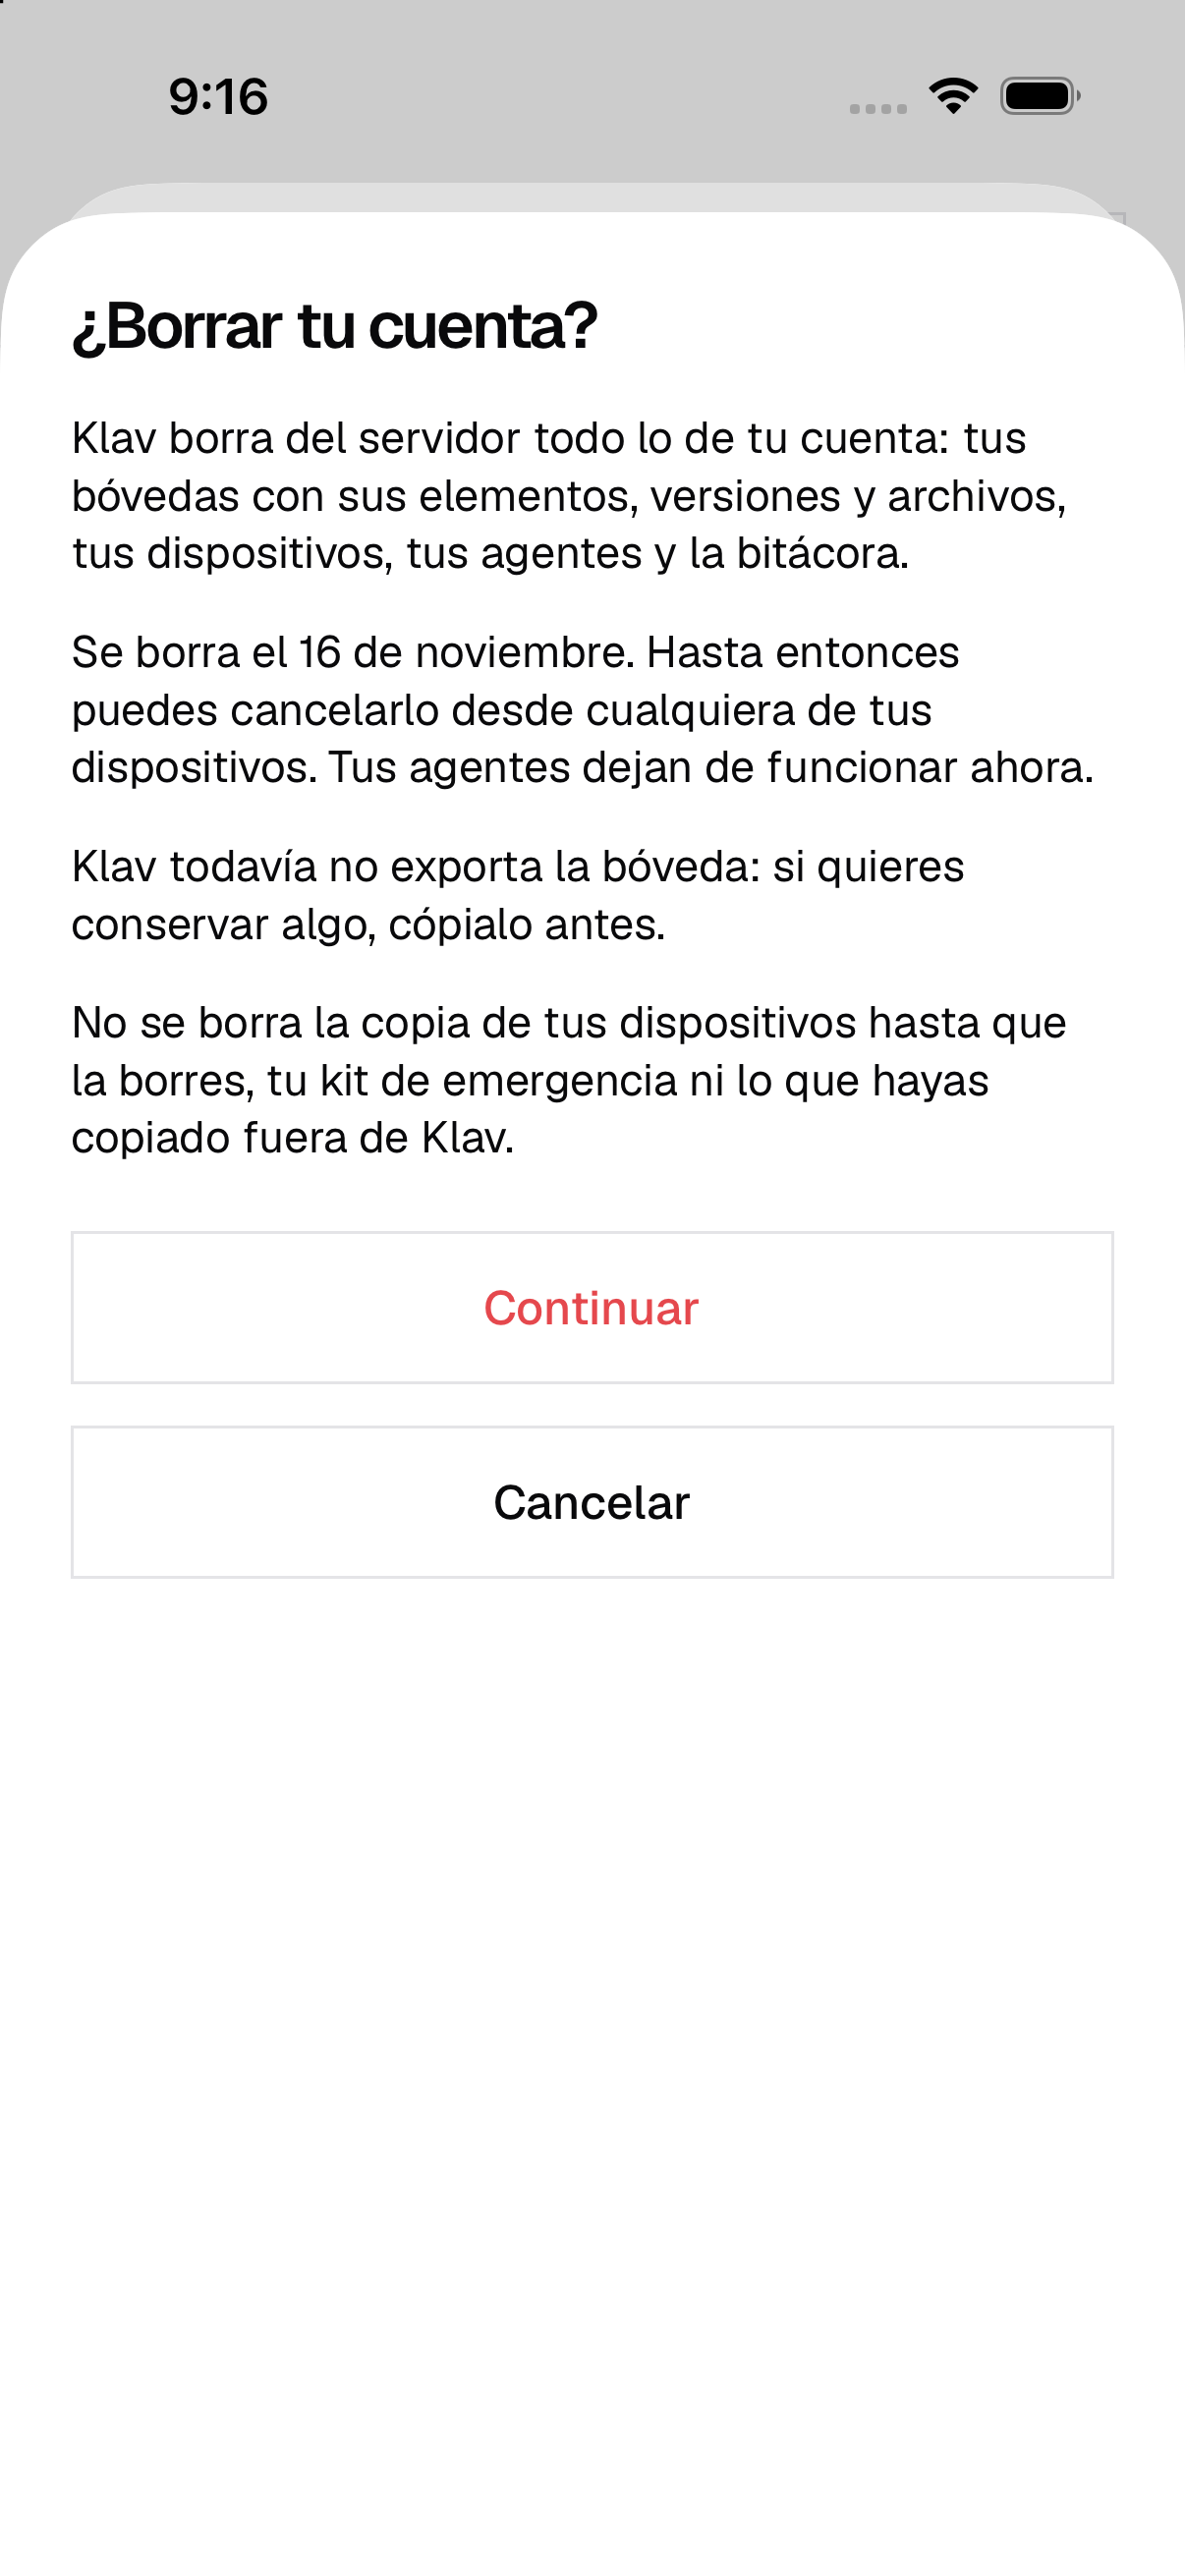 9:16
¿Borrar tu cuenta?
Klav borra del servidor todo lo de tu cuenta: tus
bóvedas con sus elementos, versiones y archivos,
tus dispositivos, tus agentes y la bitácora.
Se borra el 16 de noviembre. Hasta entonces
puedes cancelarlo desde cualquiera de tus
dispositivos. Tus agentes dejan de funcionar ahora.
Klav todavía no exporta la bóveda: si quieres
conservar algo, cópialo antes.
No se borra la copia de tus dispositivos hasta que
la borres, tu kit de emergencia ni lo que hayas
copiado fuera de Klav.
Continuar
Cancelar